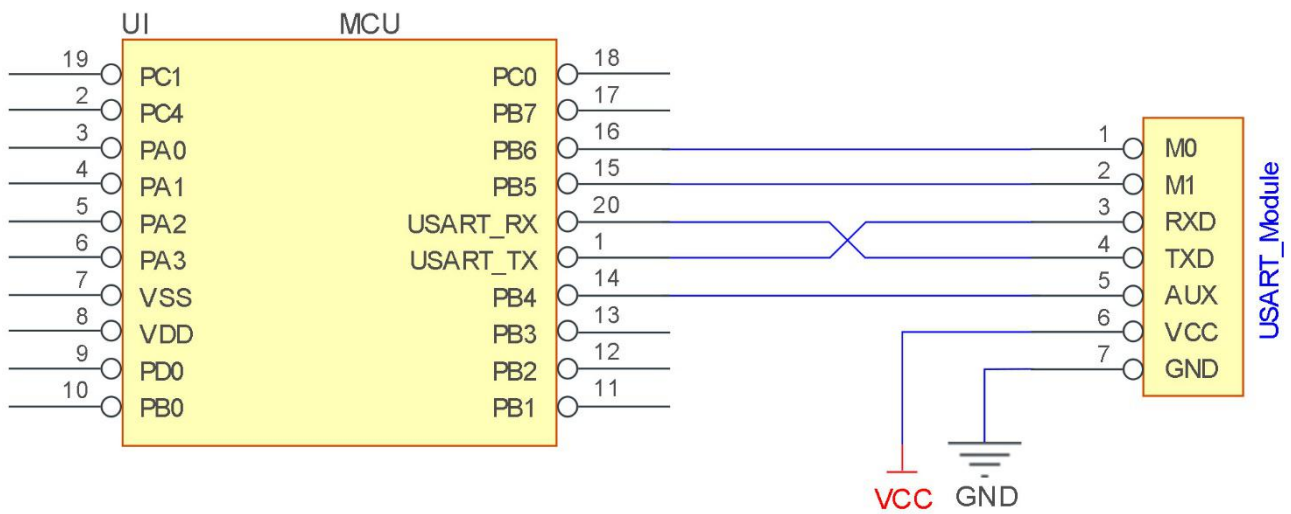 UI MCU
19 PC1 PC0 18
2 PC4 PB7 17
3 PA0 PB6 16 1 M0
4 PA1 PB5 15 2 M1
5 PA2 USART_RX 20 3 RXD
6 PA3 USART_TX 1 4 TXD
7 VSS PB4 14 5 AUX
8 VDD PB3 13 6 VCC
9 PD0 PB2 12 7 GND
10 PB0 PB1 11
USART_Module
VCC GND